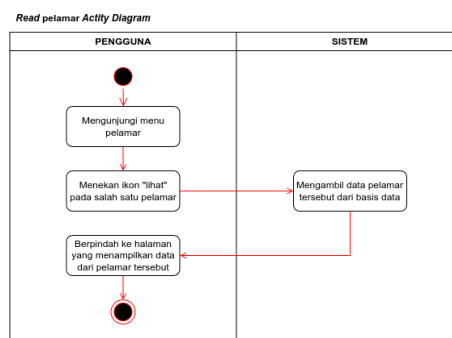 Read pelamar Actity Diagram
PENGGUNA
SISTEM
Mengunjungi menu
pelamar
Menekan ikon "lihat"
pada salah satu pelamar
Mengambil data pelamar
tersebut dari basis data
Berpindah ke halaman
yang menampilkan data
dari pelamar tersebut